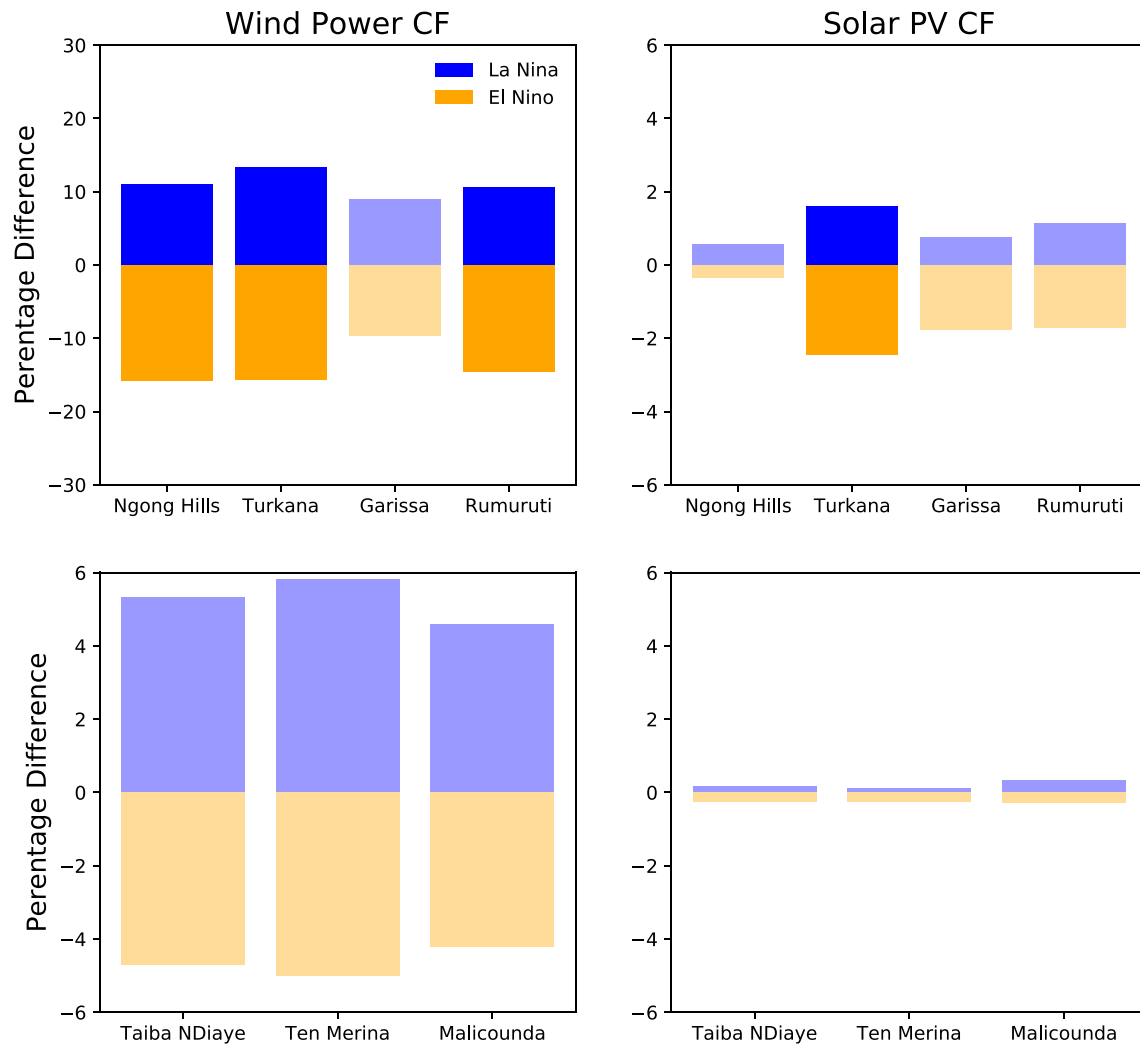 Wind Power CF
Solar PV CF
30
20
10
0
−10
−20
−30
Perentage Difference
La Nina
El Nino
Ngong Hills Turkana Garissa Rumuruti
6
4
2
0
−2
−4
−6
Ngong Hills Turkana Garissa Rumuruti
6
4
2
0
−2
−4
−6
Perentage Difference
Taiba NDiaye Ten Merina Malicounda
6
4
2
0
−2
−4
−6
Taiba NDiaye Ten Merina Malicounda